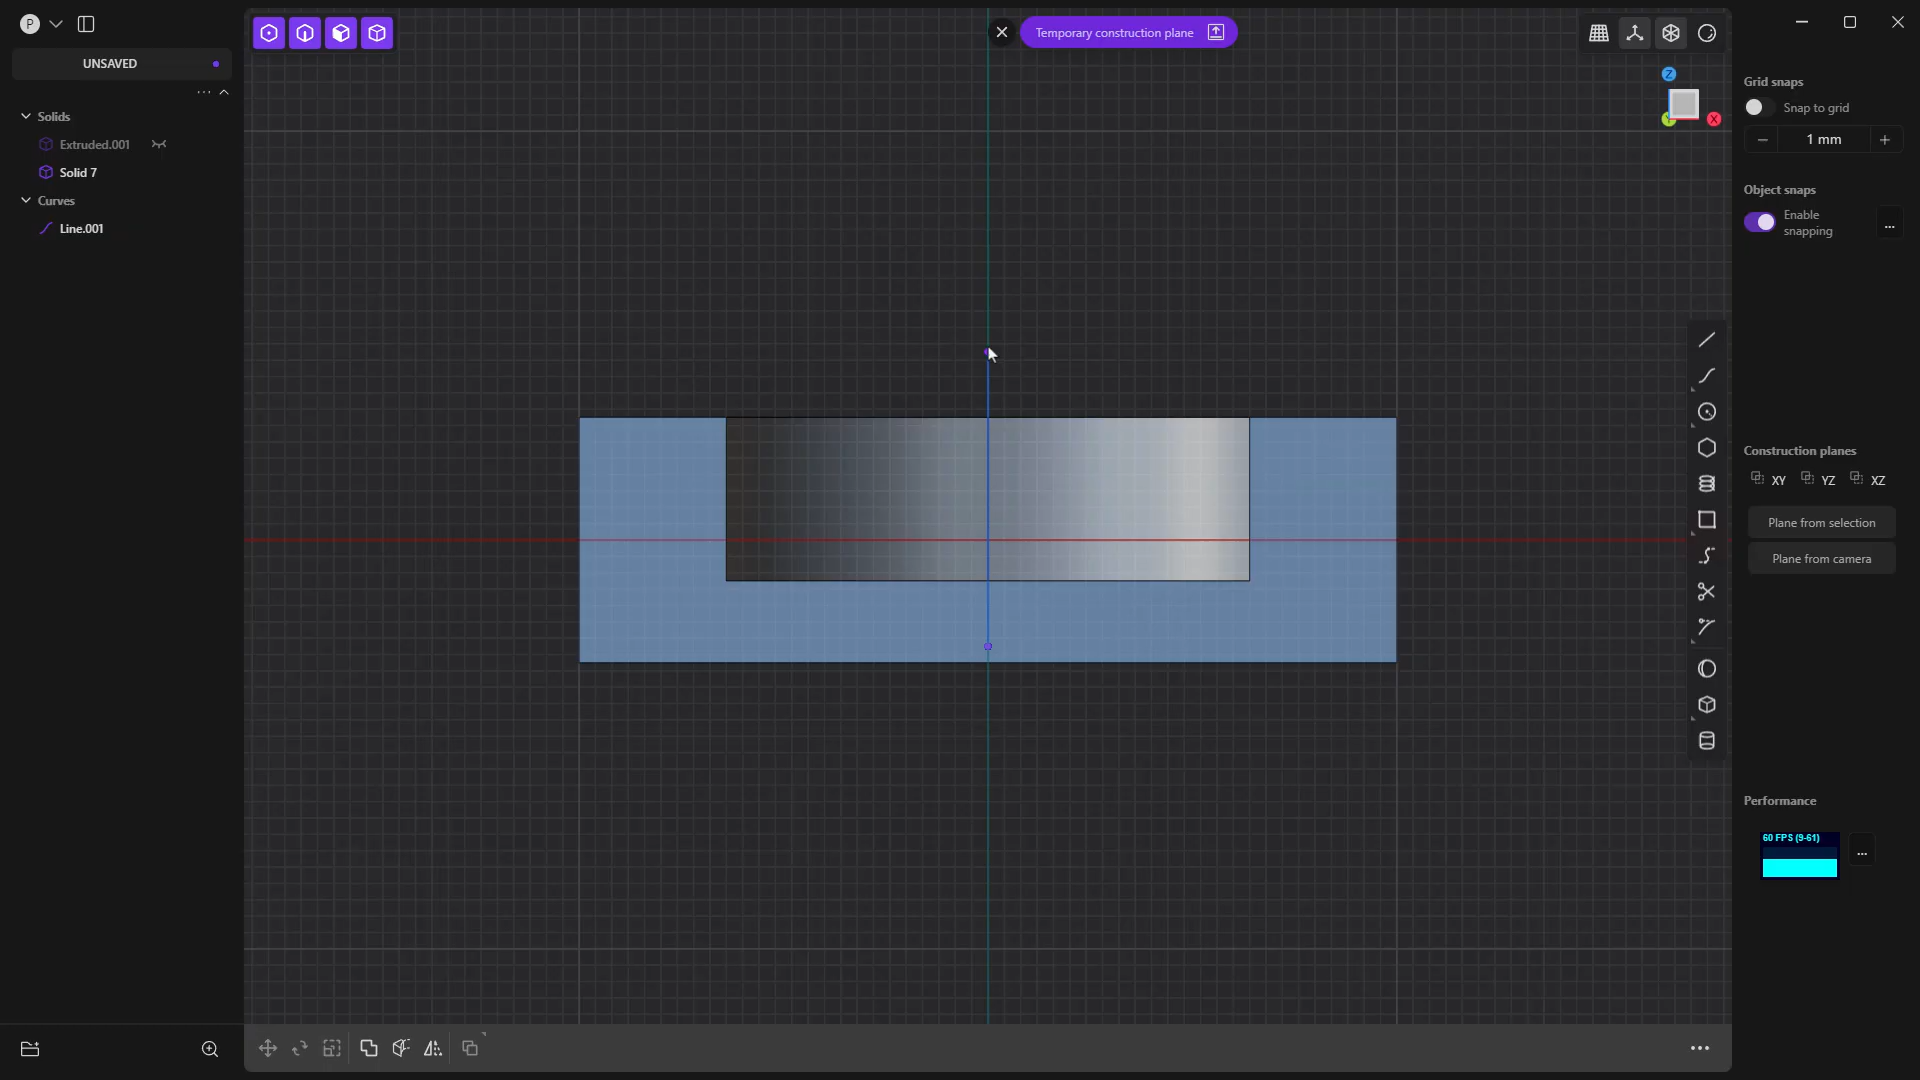 P
UNSAVED
Solids
Extruded.001
Solid 7
Curves
Line.001
Temporary construction plane
Z
Y
X
Grid snaps
Snap to grid
1 mm
Object snaps
Enable
snapping
...
Construction planes
XY YZ XZ
Plane from selection
Plane from camera
Performance
60 FPS (9-61)
...